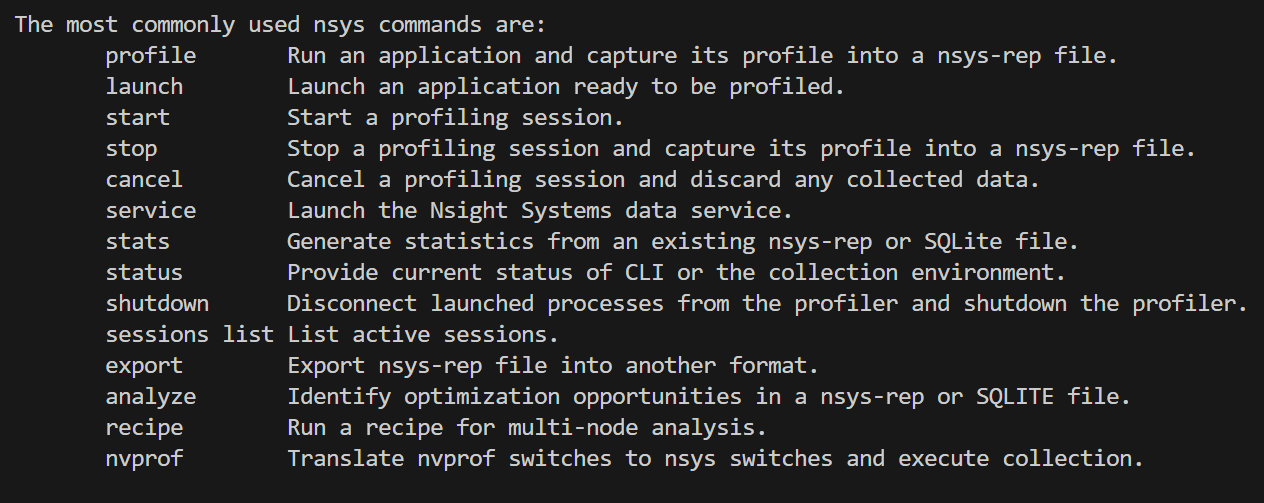 The most commonly used nsys commands are:
profile Run an application and capture its profile into a nsys-rep file.
launch Launch an application ready to be profiled.
start Start a profiling session.
stop Stop a profiling session and capture its profile into a nsys-rep file.
cancel Cancel a profiling session and discard any collected data.
service Launch the Nsight Systems data service.
stats Generate statistics from an existing nsys-rep or SQLite file.
status Provide current status of CLI or the collection environment.
shutdown Disconnect launched processes from the profiler and shutdown the profiler.
sessions list List active sessions.
export Export nsys-rep file into another format.
analyze Identify optimization opportunities in a nsys-rep or SQLITE file.
recipe Run a recipe for multi-node analysis.
nvprof Translate nvprof switches to nsys switches and execute collection.